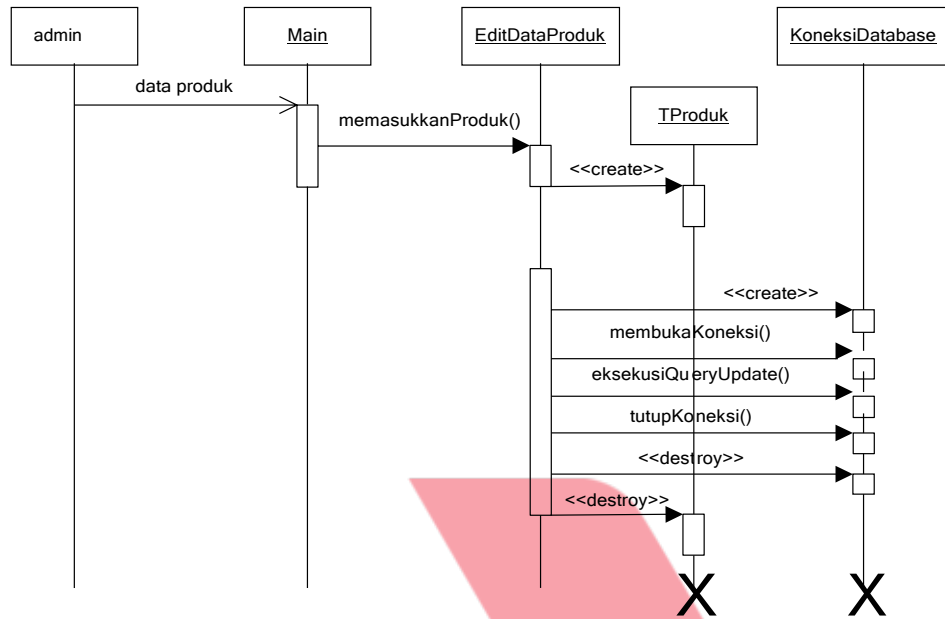 admin
Main
EditDataProduk
KoneksiDatabase
data produk
TProduk
memasukkanProduk()
<<create>>
<<create>>
membukaKoneksi()
eksekusiQueryUpdate()
tutupKoneksi()
<<destroy>>
<<destroy>>
X X